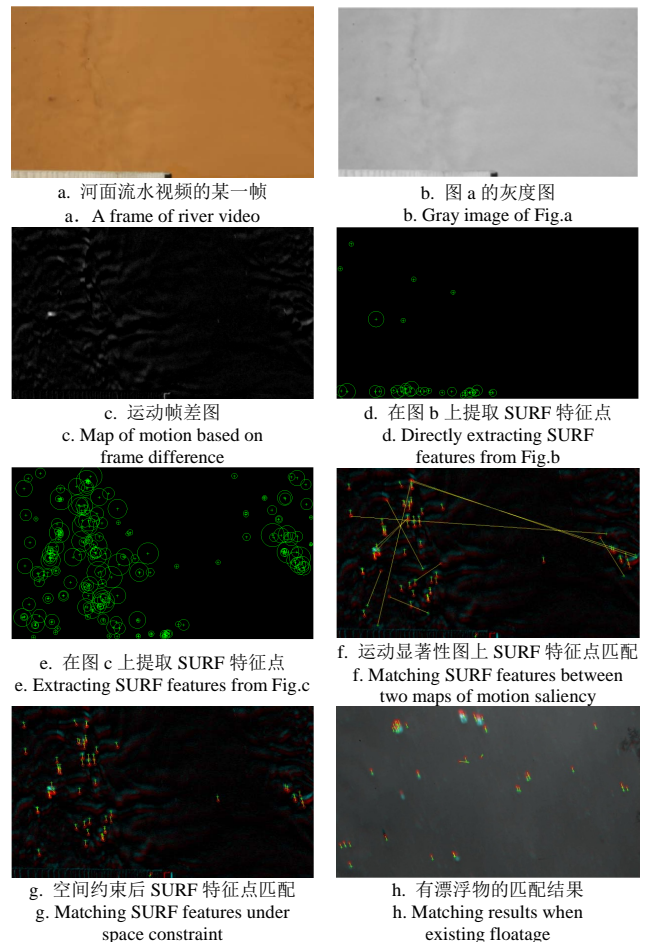 a. 河面流水视频的某一帧
a．A frame of river video
b. 图 a 的灰度图
b. Gray image of Fig.a
c. 运动帧差图
c. Map of motion based on
frame difference
d. 在图 b 上提取 SURF 特征点
d. Directly extracting SURF
features from Fig.b
e. 在图 c 上提取 SURF 特征点
e. Extracting SURF features from Fig.c
f. 运动显著性图上 SURF 特征点匹配
f. Matching SURF features between
two maps of motion saliency
g. 空间约束后 SURF 特征点匹配
g. Matching SURF features under
space constraint
h. 有漂浮物的匹配结果
h. Matching results when
existing floatage